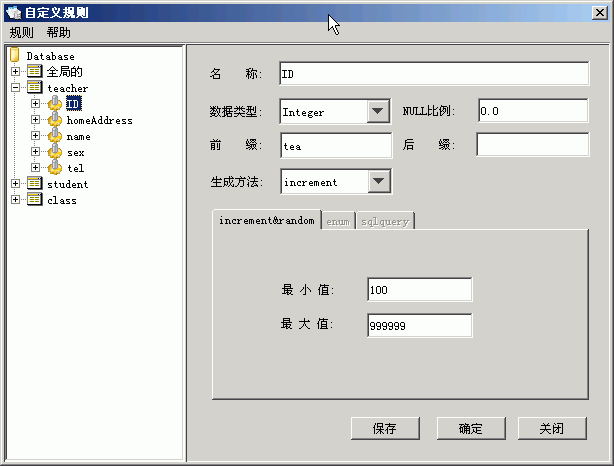 自定义规则
规则 帮助
Database
全局的
teacher
ID
homeAddress
name
sex
tel
student
class
名 称: ID
数据类型: Integer NULL比例: 0.0
前 缀: tea 后 缀:
生成方法: increment
increment&random enum sqlquery
最 小 值: 100
最 大 值: 999999
保存 确定 关闭